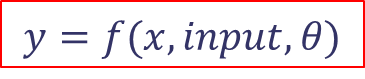 y = f(x, input, θ)